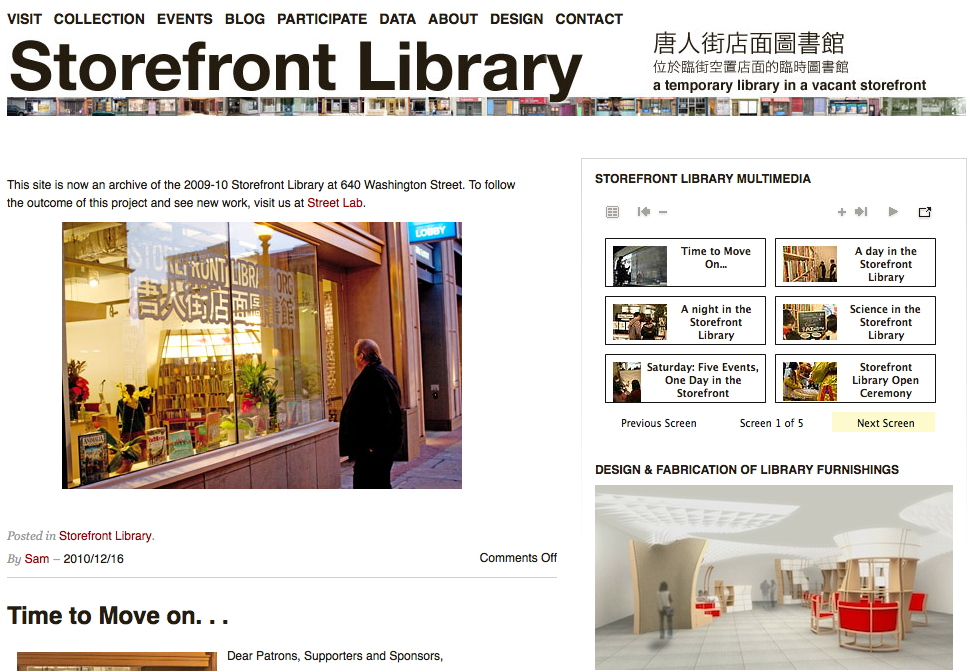 VISIT COLLECTION EVENTS BLOG PARTICIPATE DATA ABOUT DESIGN CONTACT
Storefront Library
唐人街店面圖書館
位於臨街空置店面的臨時圖書館
a temporary library in a vacant storefront
This site is now an archive of the 2009-10 Storefront Library at 640 Washington Street. To follow
the outcome of this project and see new work, visit us at Street Lab.
LOBBY
STOREFRONT LIBRARY.ORG
唐人街店面圖書館
ANIMALIA
Posted in Storefront Library.
By Sam – 2010/12/16
Comments Off
Time to Move on. . .
Dear Patrons, Supporters and Sponsors,
STOREFRONT LIBRARY MULTIMEDIA
Time to Move
On...
A day in the
Storefront
Library
A night in the
Storefront
Library
Science in the
Storefront
Library
Saturday: Five Events,
One Day in the
Storefront
Storefront
Library Open
Ceremony
Previous Screen
Screen 1 of 5
Next Screen
DESIGN & FABRICATION OF LIBRARY FURNISHINGS